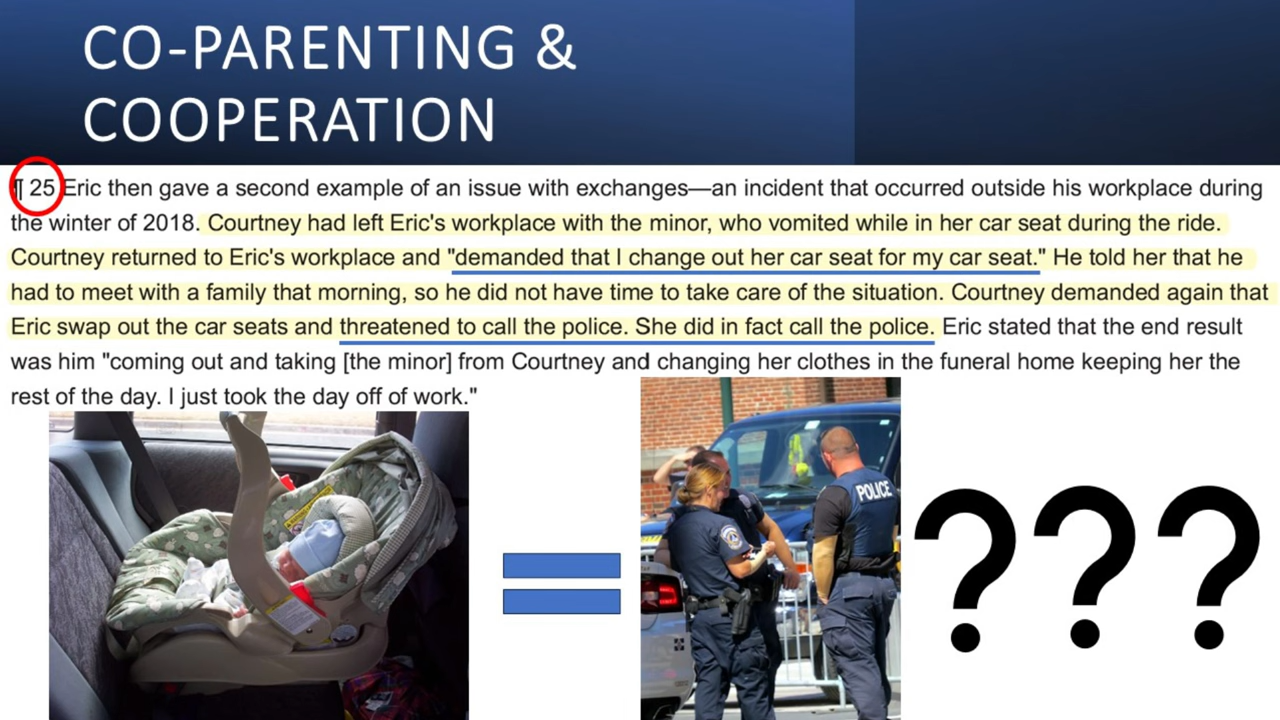 CO-PARENTING &
COOPERATION
¶ 25 Eric then gave a second example of an issue with exchanges—an incident that occurred outside his workplace during
the winter of 2018. Courtney had left Eric's workplace with the minor, who vomited while in her car seat during the ride.
Courtney returned to Eric's workplace and "demanded that I change out her car seat for my car seat." He told her that he
had to meet with a family that morning, so he did not have time to take care of the situation. Courtney demanded again that
Eric swap out the car seats and threatened to call the police. She did in fact call the police. Eric stated that the end result
was him "coming out and taking [the minor] from Courtney and changing her clothes in the funeral home keeping her the
rest of the day. I just took the day off of work."
POLICE
???